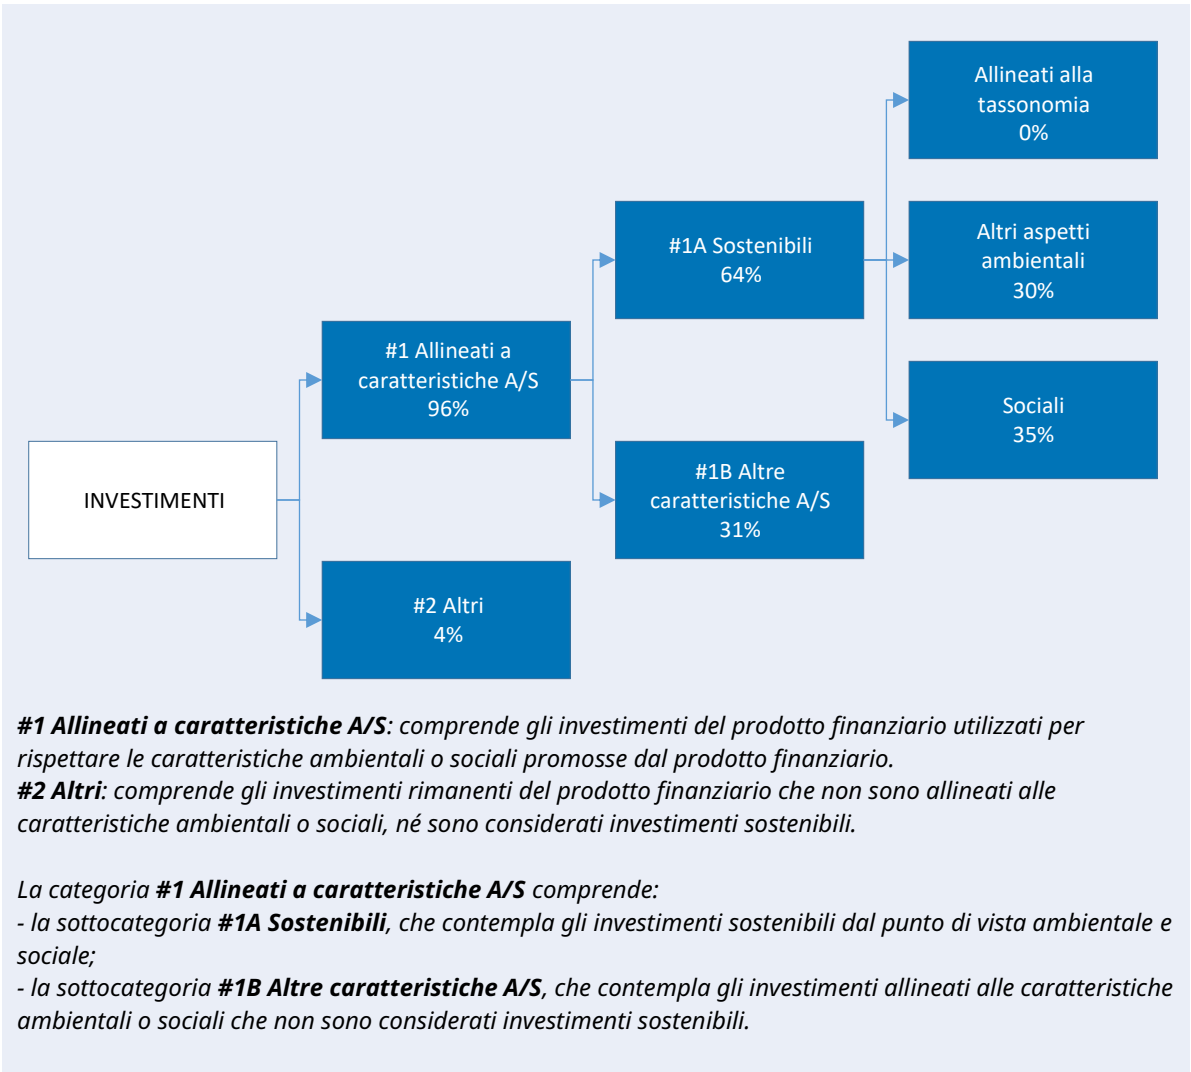 Allineati alla
tassonomia
0%
Altri aspetti
ambientali
30%
#1A Sostenibili
64%
#1 Allineati a
caratteristiche A/S
96%
Sociali
35%
INVESTIMENTI
#1B Altre
caratteristiche A/S
31%
#2 Altri
4%
#1 Allineati a caratteristiche A/S: comprende gli investimenti del prodotto finanziario utilizzati per
rispettare le caratteristiche ambientali o sociali promosse dal prodotto finanziario.
#2 Altri: comprende gli investimenti rimanenti del prodotto finanziario che non sono allineati alle
caratteristiche ambientali o sociali, né sono considerati investimenti sostenibili.
La categoria #1 Allineati a caratteristiche A/S comprende:
- la sottocategoria #1A Sostenibili, che contempla gli investimenti sostenibili dal punto di vista ambientale e
sociale;
- la sottocategoria #1B Altre caratteristiche A/S, che contempla gli investimenti allineati alle caratteristiche
ambientali o sociali che non sono considerati investimenti sostenibili.